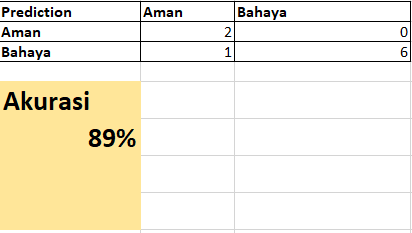 Prediction Aman Bahaya
Aman 2 0
Bahaya 1 6
Akurasi
89%